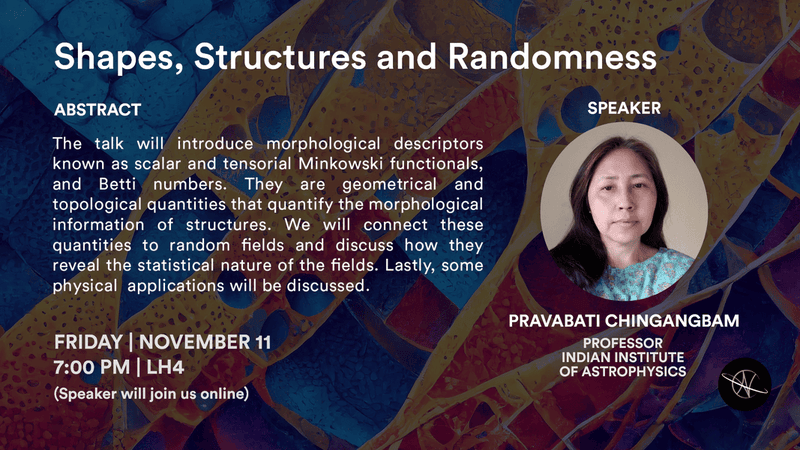 Shapes, Structures and Randomness
ABSTRACT
The talk will introduce morphological descriptors
known as scalar and tensorial Minkowski functionals,
and Betti numbers. They are geometrical and
topological quantities that quantify the morphological
information of structures. We will connect these
quantities to random fields and discuss how they
reveal the statistical nature of the fields. Lastly, some
physical applications will be discussed.
FRIDAY | NOVEMBER 11
7:00 PM | LH4
(Speaker will join us online)
SPEAKER
PRAVABATI CHINGANGBAM
PROFESSOR
INDIAN INSTITUTE
OF ASTROPHYSICS